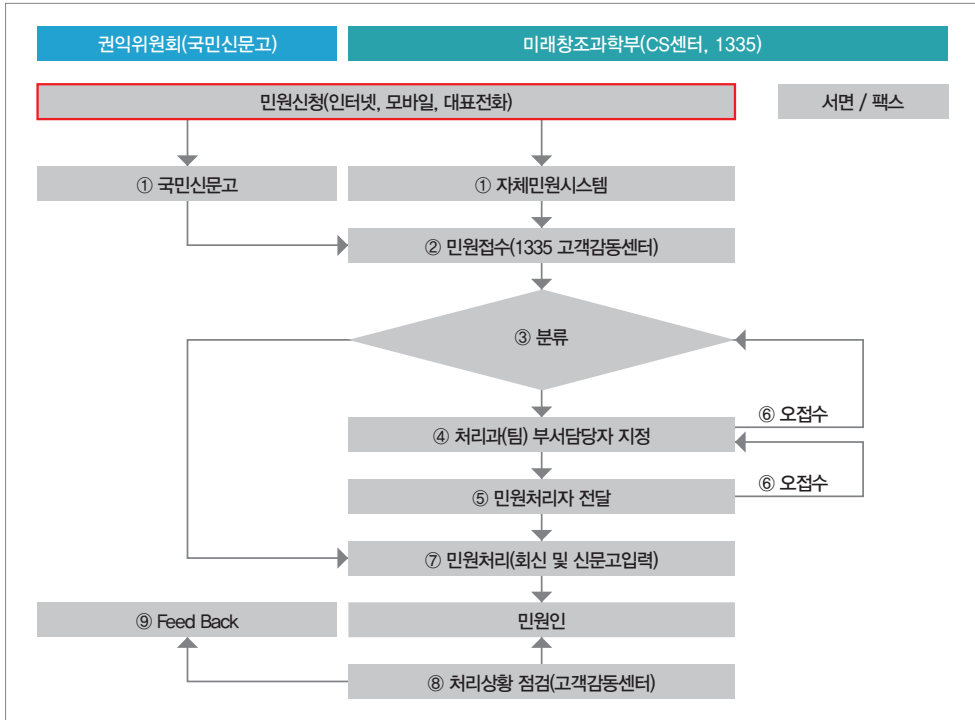 권익위원회(국민신문고)
미래창조과학부(CS센터, 1335)
민원신청(인터넷, 모바일, 대표전화)
서면 / 팩스
① 국민신문고
① 자체민원시스템
② 민원접수(1335 고객감동센터)
③ 분류
⑥ 오접수
④ 처리과(팀) 부서담당자 지정
⑥ 오접수
⑤ 민원처리자 전달
⑦ 민원처리(회신 및 신문고입력)
⑨ Feed Back
민원인
⑧ 처리상황 점검(고객감동센터)